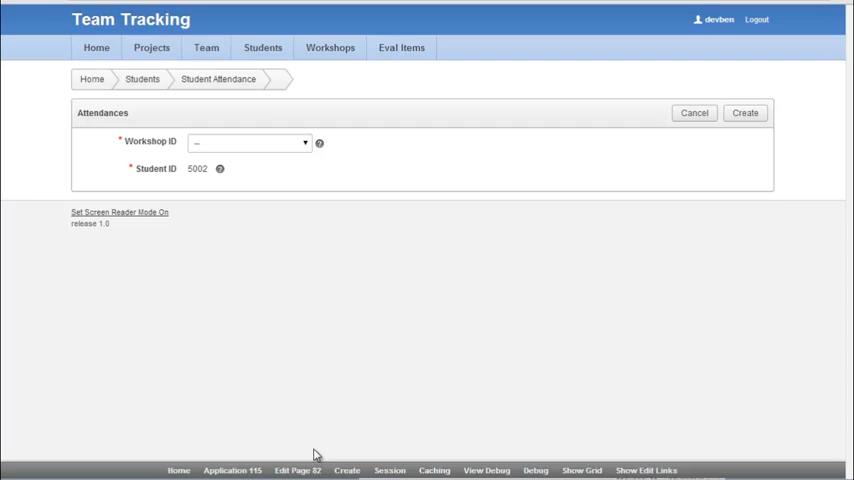 Team Tracking
devben Logout
Home Projects Team Students Workshops Eval Items
Home Students Student Attendance
Attendances Cancel Create
* Workshop ID -- ?
* Student ID 5002 ?
Set Screen Reader Mode On
release 1.0
Home Application 115 Edit Page 82 Create Session Caching View Debug Debug Show Grid Show Edit Links